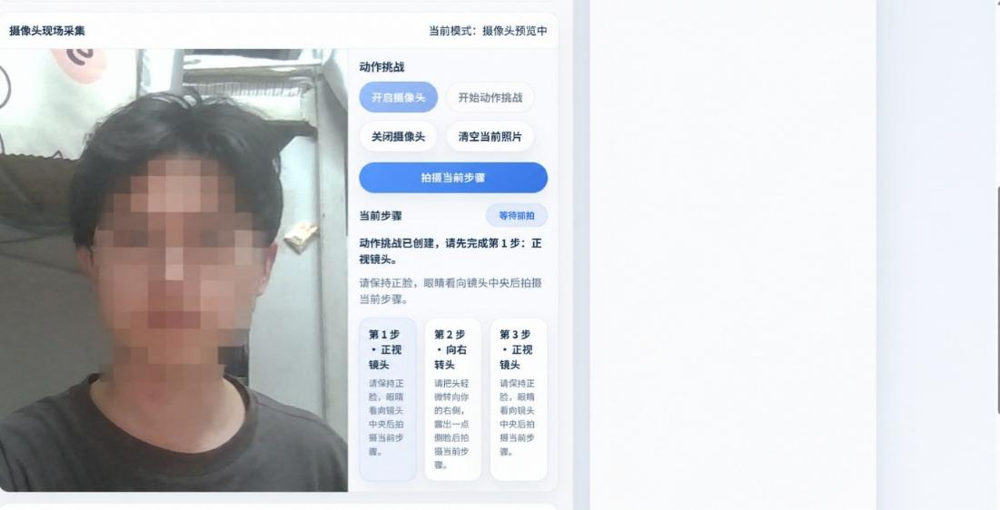 摄像头现场采集
当前模式：摄像头预览中
动作挑战
开启摄像头
开始动作挑战
关闭摄像头
清空当前照片
拍摄当前步骤
当前步骤
等待抓拍
动作挑战已创建，请先完成第 1 步：正
视镜头。
请保持正脸，眼睛看向镜头中央后拍摄
当前步骤。
第 1 步
· 正视
镜头
请保持正
脸，眼睛
看向镜头
中央后拍
摄当前步
骤。
第 2 步
· 向右
转头
请把头轻
微转向你
的右侧，
露出一点
侧脸后拍
摄当前步
骤。
第 3 步
· 正视
镜头
请保持正
脸，眼睛
看向镜头
中央后拍
摄当前步
骤。